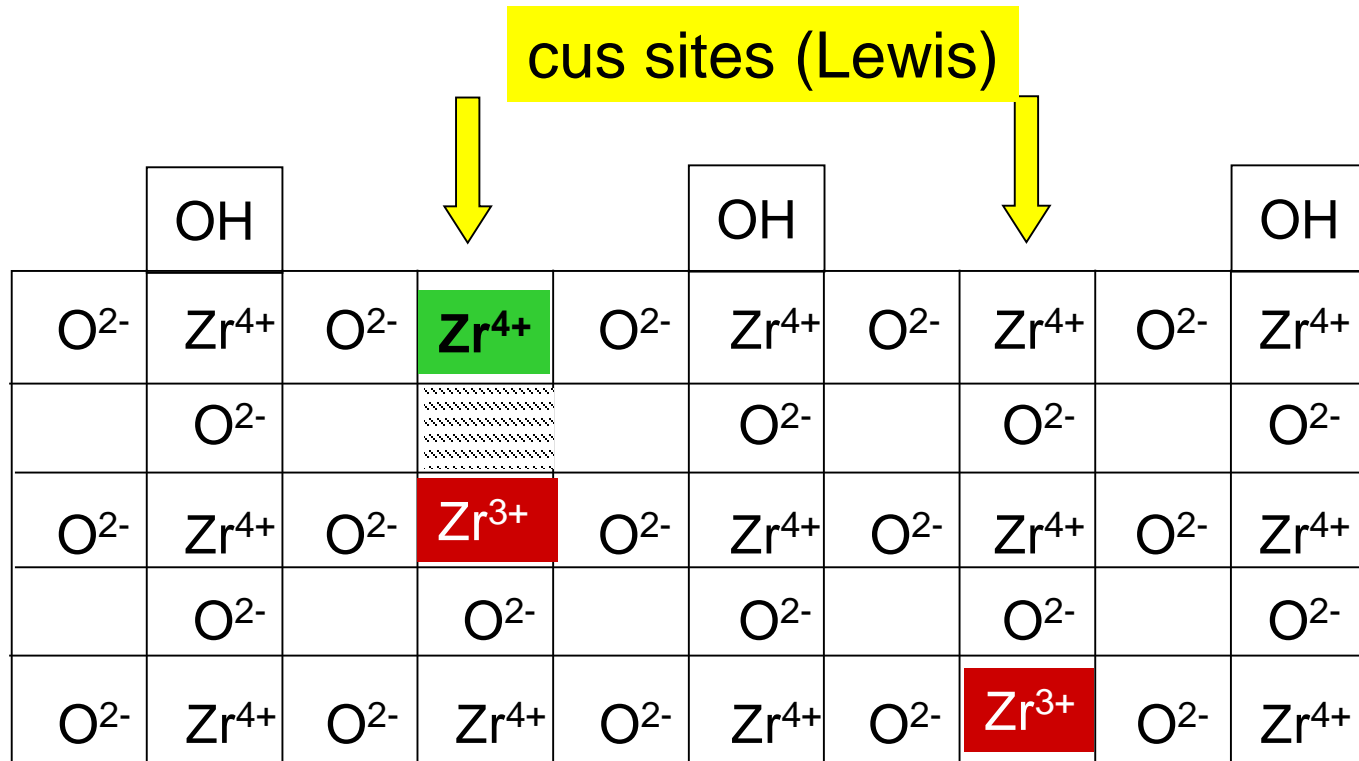 cus sites (Lewis)
OH OH OH
O²⁻ Zr⁴⁺ O²⁻ Zr⁴⁺ O²⁻ Zr⁴⁺ O²⁻ Zr⁴⁺ O²⁻ Zr⁴⁺
O²⁻ O²⁻ O²⁻ O²⁻
O²⁻ Zr⁴⁺ O²⁻ Zr³⁺ O²⁻ Zr⁴⁺ O²⁻ Zr⁴⁺ O²⁻ Zr⁴⁺
O²⁻ O²⁻ O²⁻ O²⁻ O²⁻
O²⁻ Zr⁴⁺ O²⁻ Zr⁴⁺ O²⁻ Zr⁴⁺ O²⁻ Zr³⁺ O²⁻ Zr⁴⁺